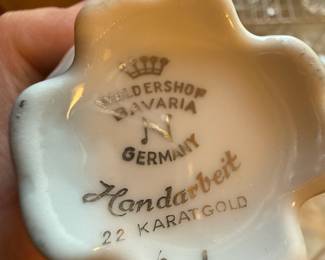 WALDERSHOF
BAVARIA
N
GERMANY
Handarbeit
22 KARATGOLD